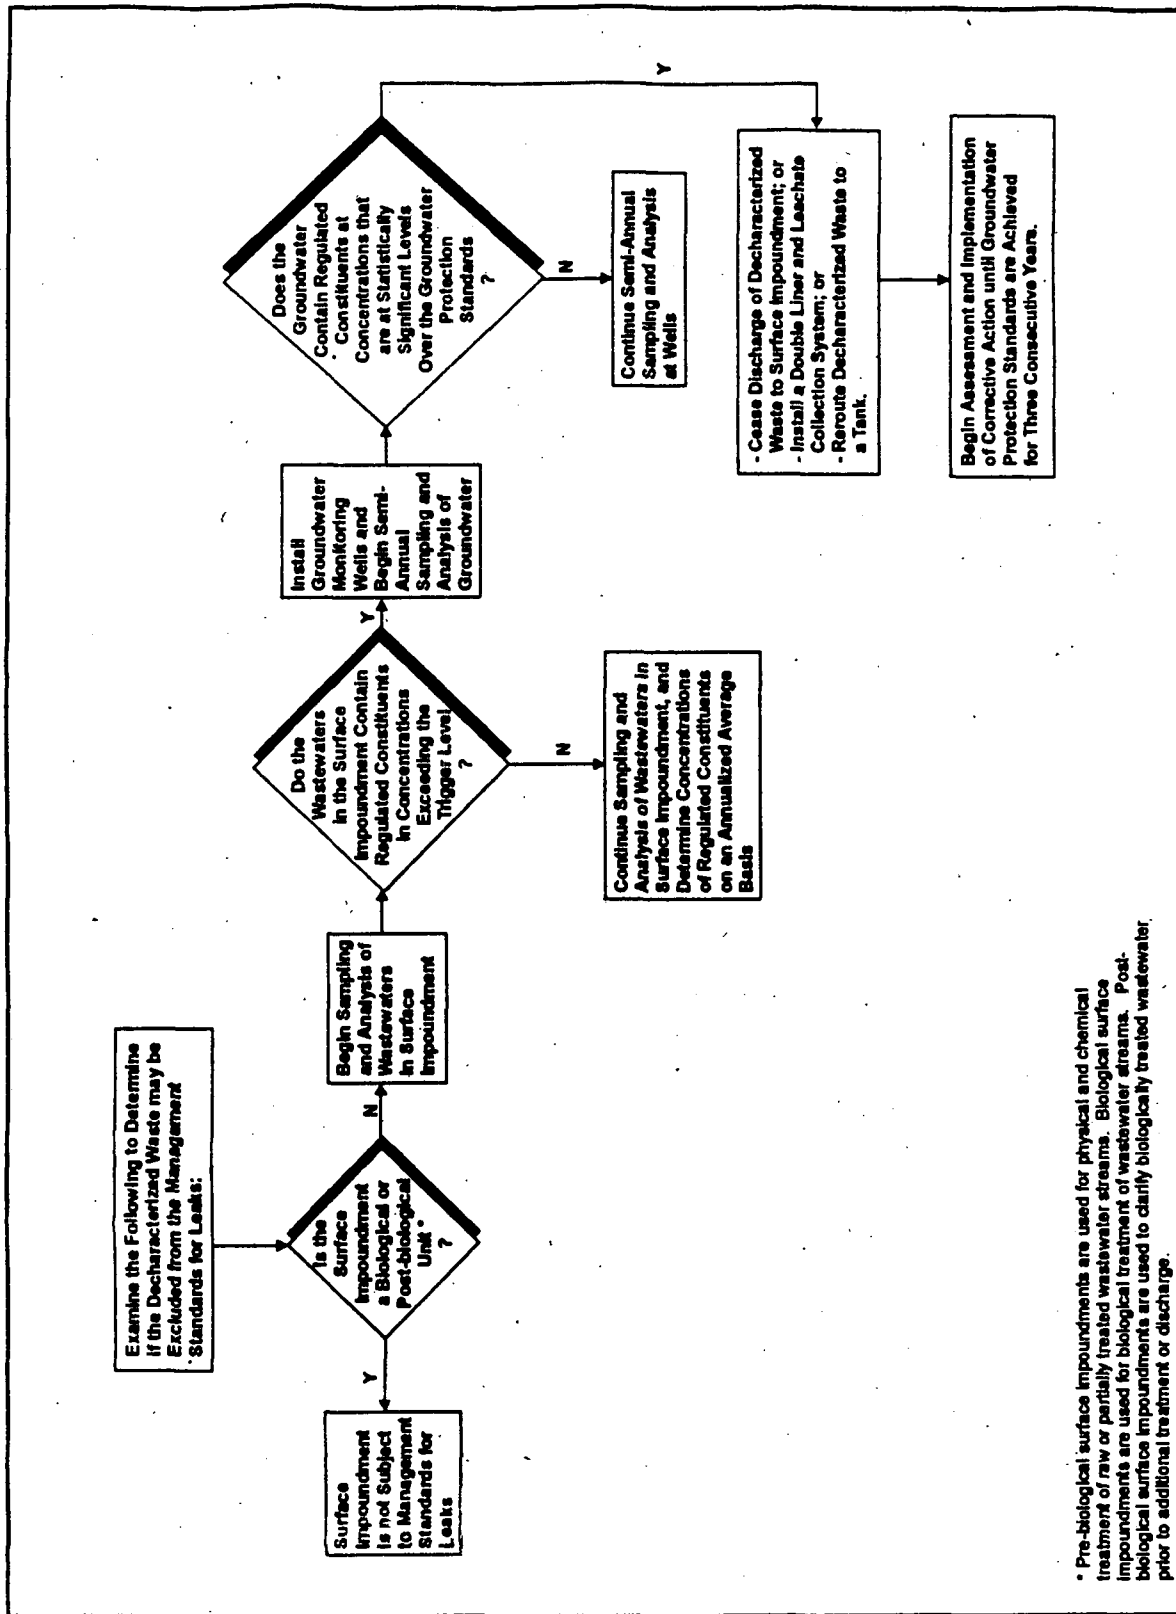 Examine the Following to Determine
if the Decharacterized Waste may be
Excluded from the Management
Standards for Leaks:
Is the
Surface
Impoundment
a Biological or
Post-biological
Unit *
?
Y
Surface
Impoundment
is not Subject
to Management
Standards for
Leaks
N
Begin Sampling
and Analysis of
Wastewaters
in Surface
Impoundment
Do the
Wastewaters
in the Surface
Impoundment Contain
Regulated Constituents
in Concentrations
Exceeding the
Trigger Level
?
N
Continue Sampling and
Analysis of Wastewaters in
Surface Impoundment, and
Determine Concentrations
of Regulated Constituents
on an Annualized Average
Basis
Y
Install
Groundwater
Monitoring
Wells and
Begin Semi-
Annual
Sampling and
Analysis of
Groundwater
Does the
Groundwater
Contain Regulated
Constituents at
Concentrations that
are at Statistically
Significant Levels
Over the Groundwater
Protection
Standards
?
N
Continue Semi-Annual
Sampling and Analysis
at Wells
Y
- Cease Discharge of Decharacterized
Waste to Surface Impoundment; or
- Install a Double Liner and Leachate
Collection System; or
- Reroute Decharacterized Waste to
a Tank.
Begin Assessment and Implementation
of Corrective Action until Groundwater
Protection Standards are Achieved
for Three Consecutive Years.
* Pre-biological surface impoundments are used for physical and chemical
treatment of raw or partially treated wastewater streams. Biological surface
impoundments are used for biological treatment of wastewater streams. Post-
biological surface impoundments are used to clarify biologically treated wastewater
prior to additional treatment or discharge.